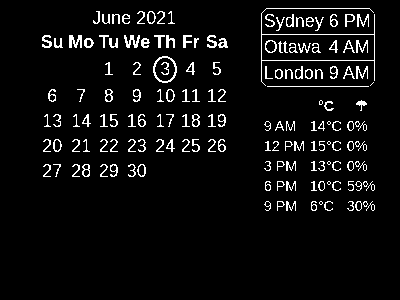 June 2021
Su Mo Tu We Th Fr Sa
1 2 3 4 5
6 7 8 9 10 11 12
13 14 15 16 17 18 19
20 21 22 23 24 25 26
27 28 29 30
Sydney 6 PM
Ottawa 4 AM
London 9 AM
°C ☂
9 AM 14°C 0%
12 PM 15°C 0%
3 PM 13°C 0%
6 PM 10°C 59%
9 PM 6°C 30%